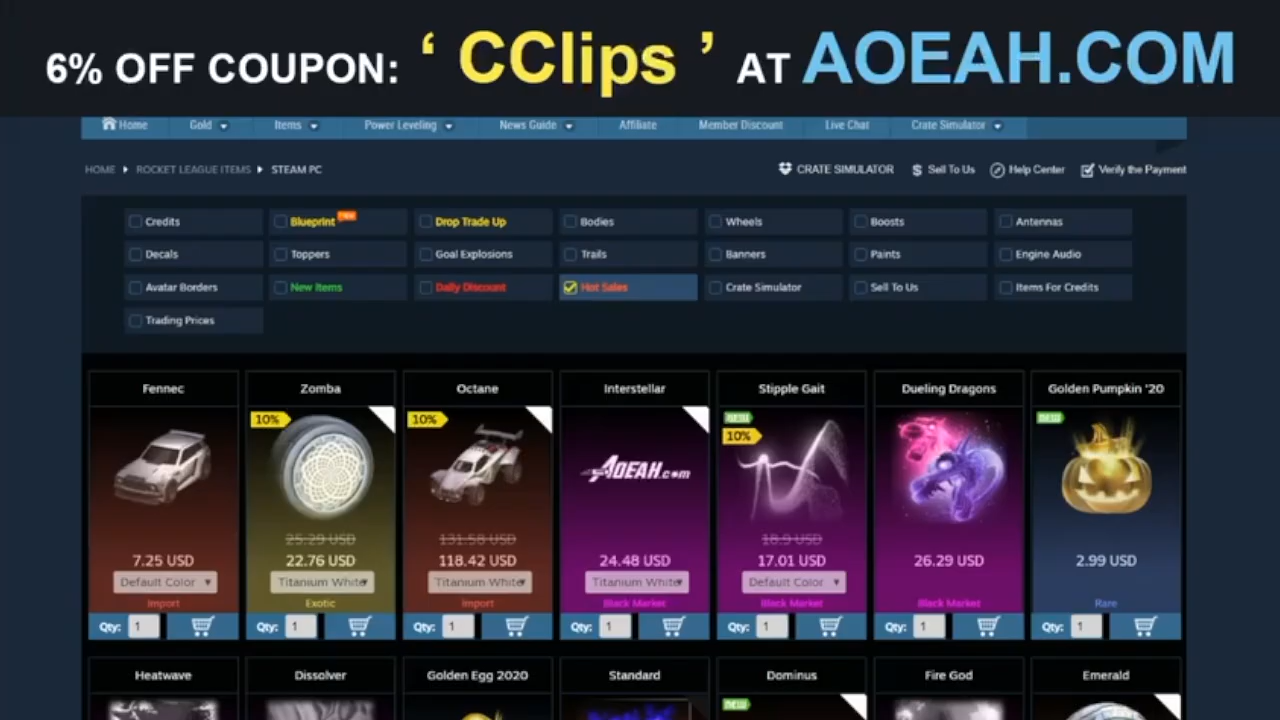 6% OFF COUPON: ‘ CClips ’ AT AOEAH.COM
Home Gold Items Power Leveling News Guide Affiliate Member Discount Live Chat Crate Simulator
HOME ROCKET LEAGUE ITEMS STEAM PC CRATE SIMULATOR $ Sell To Us Help Center Verify the Payment
Credits Blueprint Drop Trade Up Bodies Wheels Boosts Antennas
Decals Toppers Goal Explosions Trails Banners Paints Engine Audio
Avatar Borders New Items Daily Discount Hot Sales Crate Simulator Sell To Us Items For Credits
Trading Prices
Fennec Zomba Octane Interstellar Stipple Gait Dueling Dragons Golden Pumpkin '20
10% 10% new new
10%
AOEAH.com
25.29 USD 131.58 USD 18.9 USD
7.25 USD 22.76 USD 118.42 USD 24.48 USD 17.01 USD 26.29 USD 2.99 USD
Default Color Titanium White Titanium White Titanium White Default Color
Import Exotic Import Black Market Black Market Black Market Rare
Qty: 1 Qty: 1 Qty: 1 Qty: 1 Qty: 1 Qty: 1 Qty: 1
Heatwave Dissolver Golden Egg 2020 Standard Dominus Fire God Emerald
new